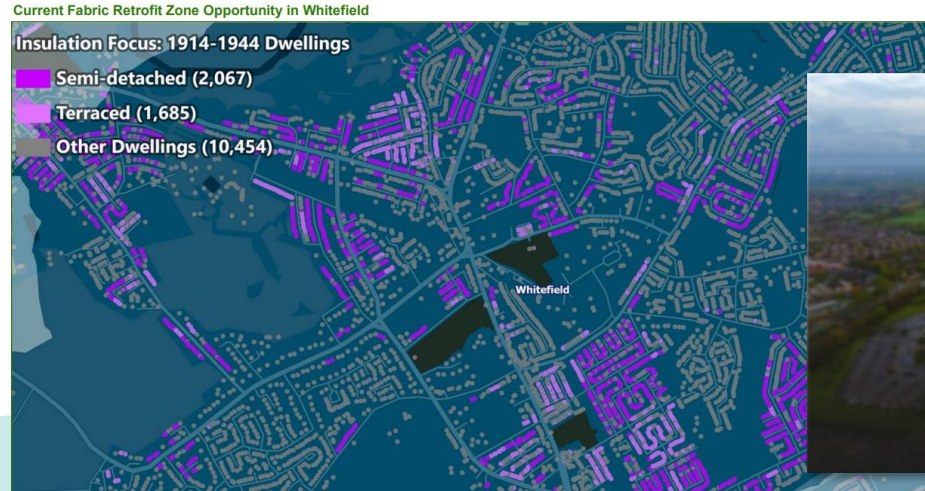 Current Fabric Retrofit Zone Opportunity in Whitefield
Insulation Focus: 1914-1944 Dwellings
Semi-detached (2,067)
Terraced (1,685)
Other Dwellings (10,454)
Whitefield